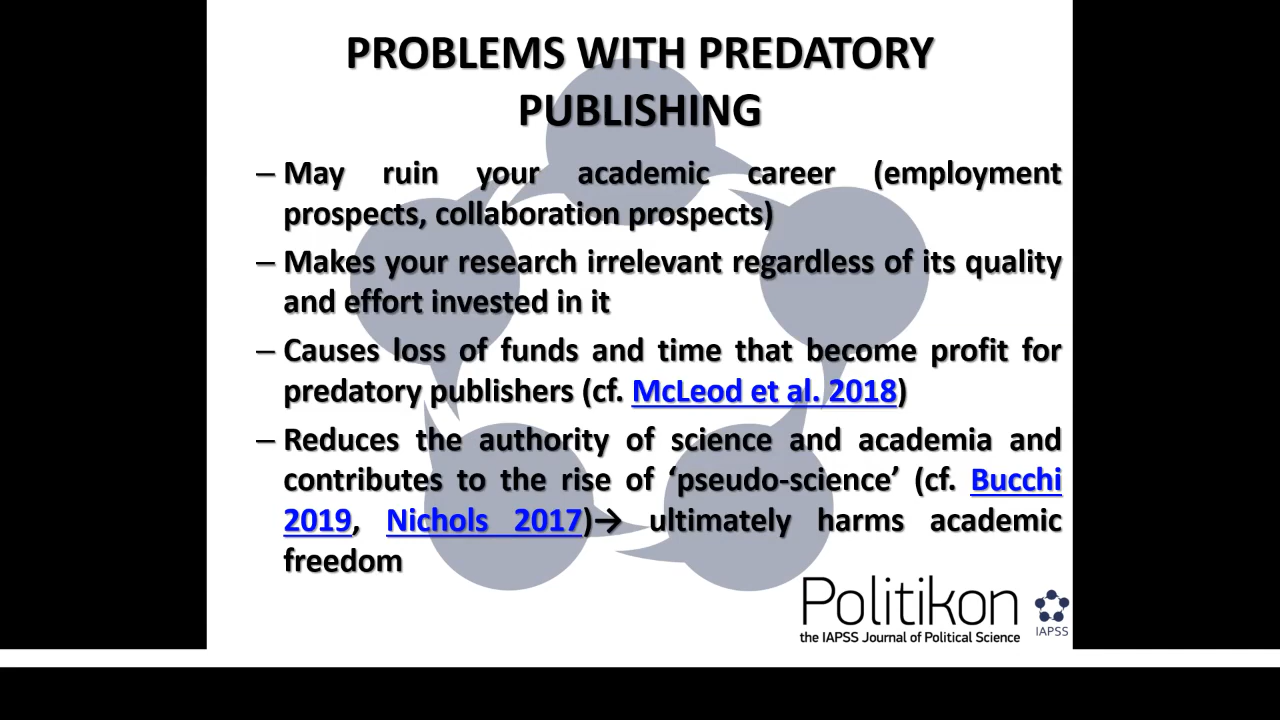 PROBLEMS WITH PREDATORY
PUBLISHING
– May ruin your academic career (employment
prospects, collaboration prospects)
– Makes your research irrelevant regardless of its quality
and effort invested in it
– Causes loss of funds and time that become profit for
predatory publishers (cf. McLeod et al. 2018)
– Reduces the authority of science and academia and
contributes to the rise of ‘pseudo-science’ (cf. Bucchi
2019, Nichols 2017)→ ultimately harms academic
freedom
Politikon
the IAPSS Journal of Political Science
IAPSS